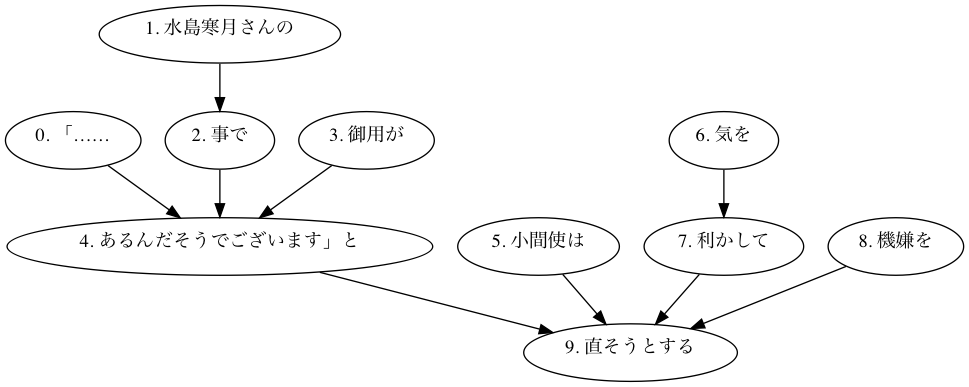 1. 水島寒月さんの
0. 「……
2. 事で
3. 御用が
6. 気を
4. あるんだそうでございます」と
5. 小間使は
7. 利かして
8. 機嫌を
9. 直そうとする